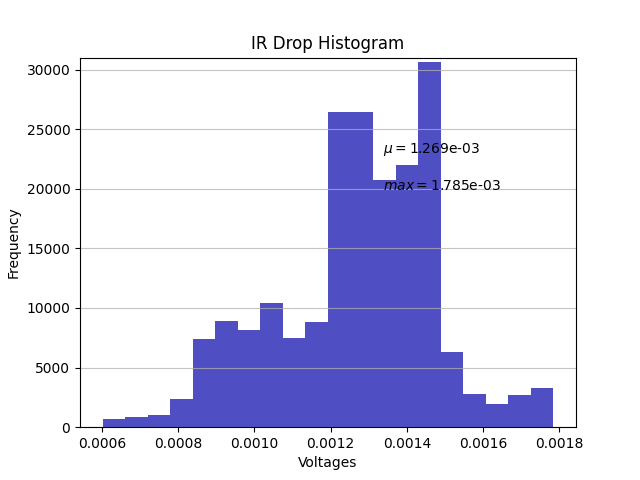 IR Drop Histogram
30000
25000
20000
15000
10000
5000
0
Frequency
μ = 1.269e-03
max = 1.785e-03
0.0006 0.0008 0.0010 0.0012 0.0014 0.0016 0.0018
Voltages